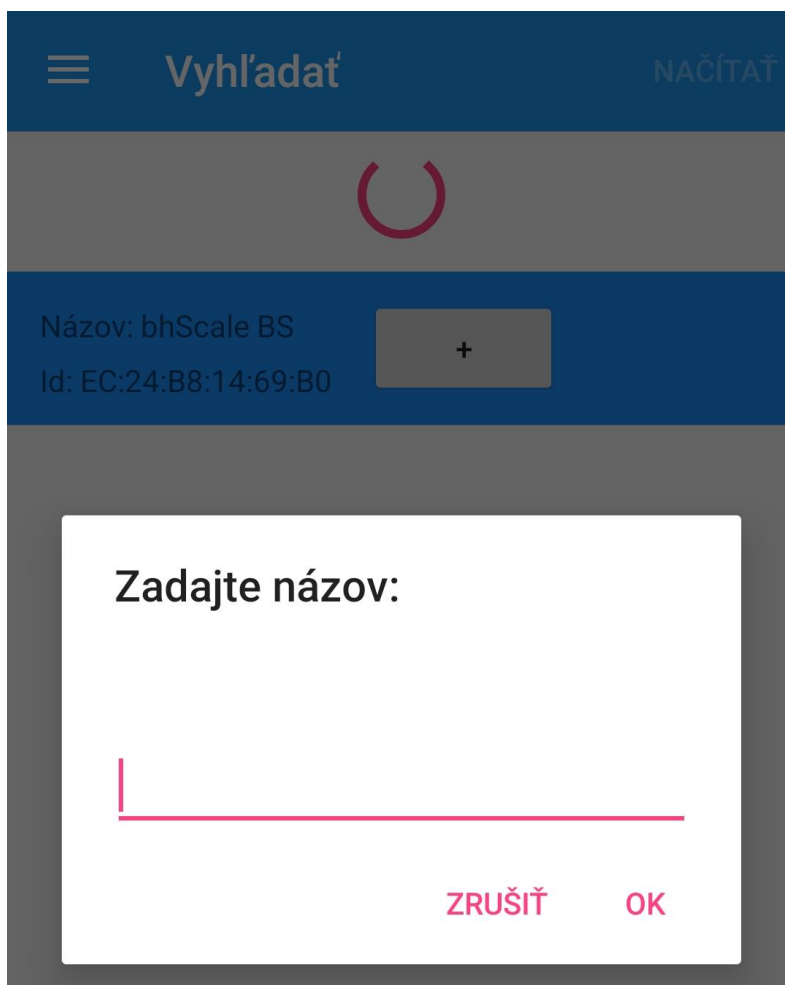 Vyhľadať
NAČÍTAŤ
Názov: bhScale BS
Id: EC:24:B8:14:69:B0
+
Zadajte názov:
ZRUŠIŤ
OK